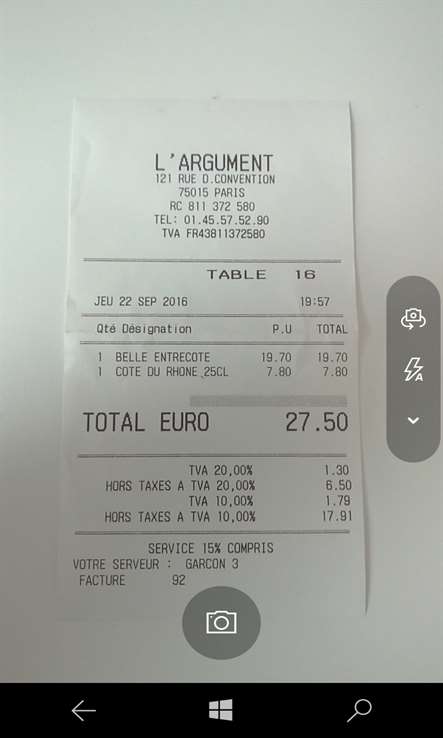 L'ARGUMENT
121 RUE D.CONVENTION
75015 PARIS
RC 811 372 580
TEL: 01.45.57.52.90
TVA FR43811372580
TABLE 16
JEU 22 SEP 2016 19:57
Qté Désignation P.U TOTAL
1 BELLE ENTRECOTE 19.70 19.70
1 COTE DU RHONE 25CL 7.80 7.80
TOTAL EURO 27.50
TVA 20,00% 1.30
HORS TAXES A TVA 20,00% 6.50
TVA 10,00% 1.79
HORS TAXES A TVA 10,00% 17.91
SERVICE 15% COMPRIS
VOTRE SERVEUR : GARCON 3
FACTURE 92